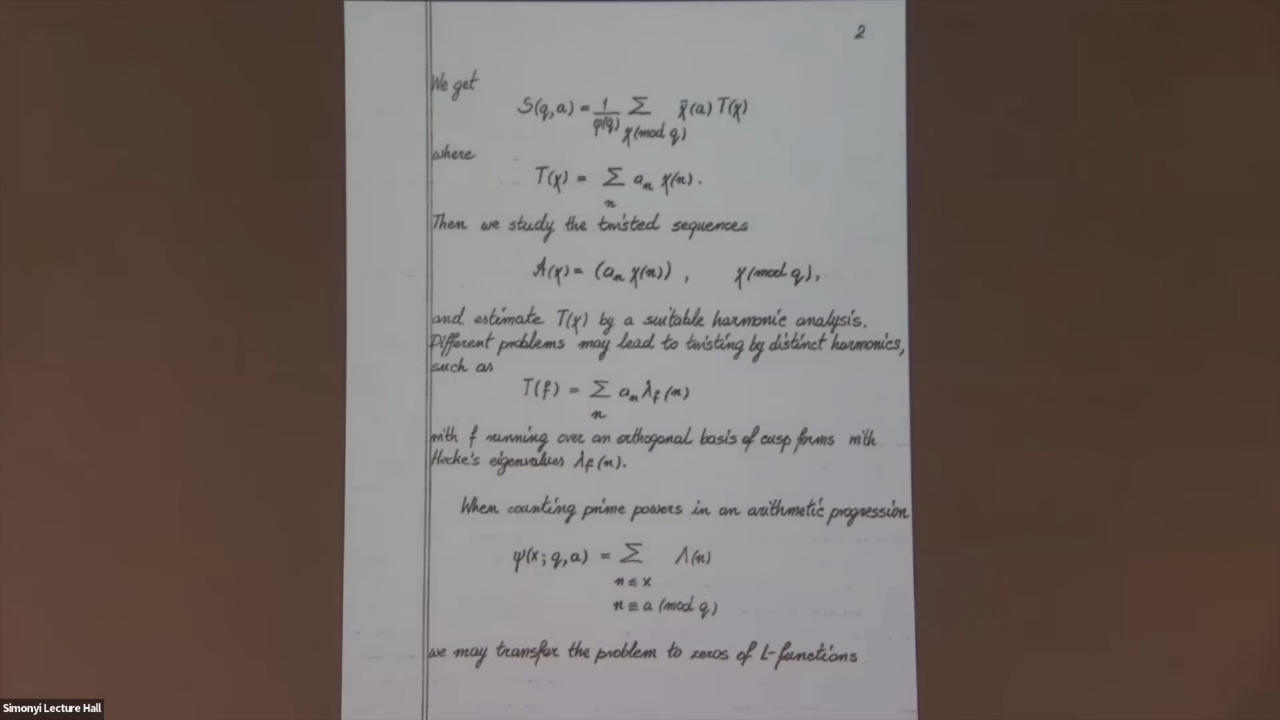 2
We get
S(q,a) = 1/φ(q) Σ χ̄(a) T(χ)
χ(mod q)
where
T(χ) = Σ aₙ χ(n).
n
Then we study the twisted sequences
A(χ) = (aₙ χ(n)) , χ(mod q),
and estimate T(χ) by a suitable harmonic analysis.
Different problems may lead to twisting by distinct harmonics,
such as
T(f) = Σ aₙ λ_f(n)
n
with f running over an orthogonal basis of cusp forms with
Hecke's eigenvalues λ_f(n).
When counting prime powers in an arithmetic progression
ψ(x; q,a) = Σ Λ(n)
n ≤ x
n ≡ a (mod q)
we may transfer the problem to zeros of L-functions
Simonyi Lecture Hall